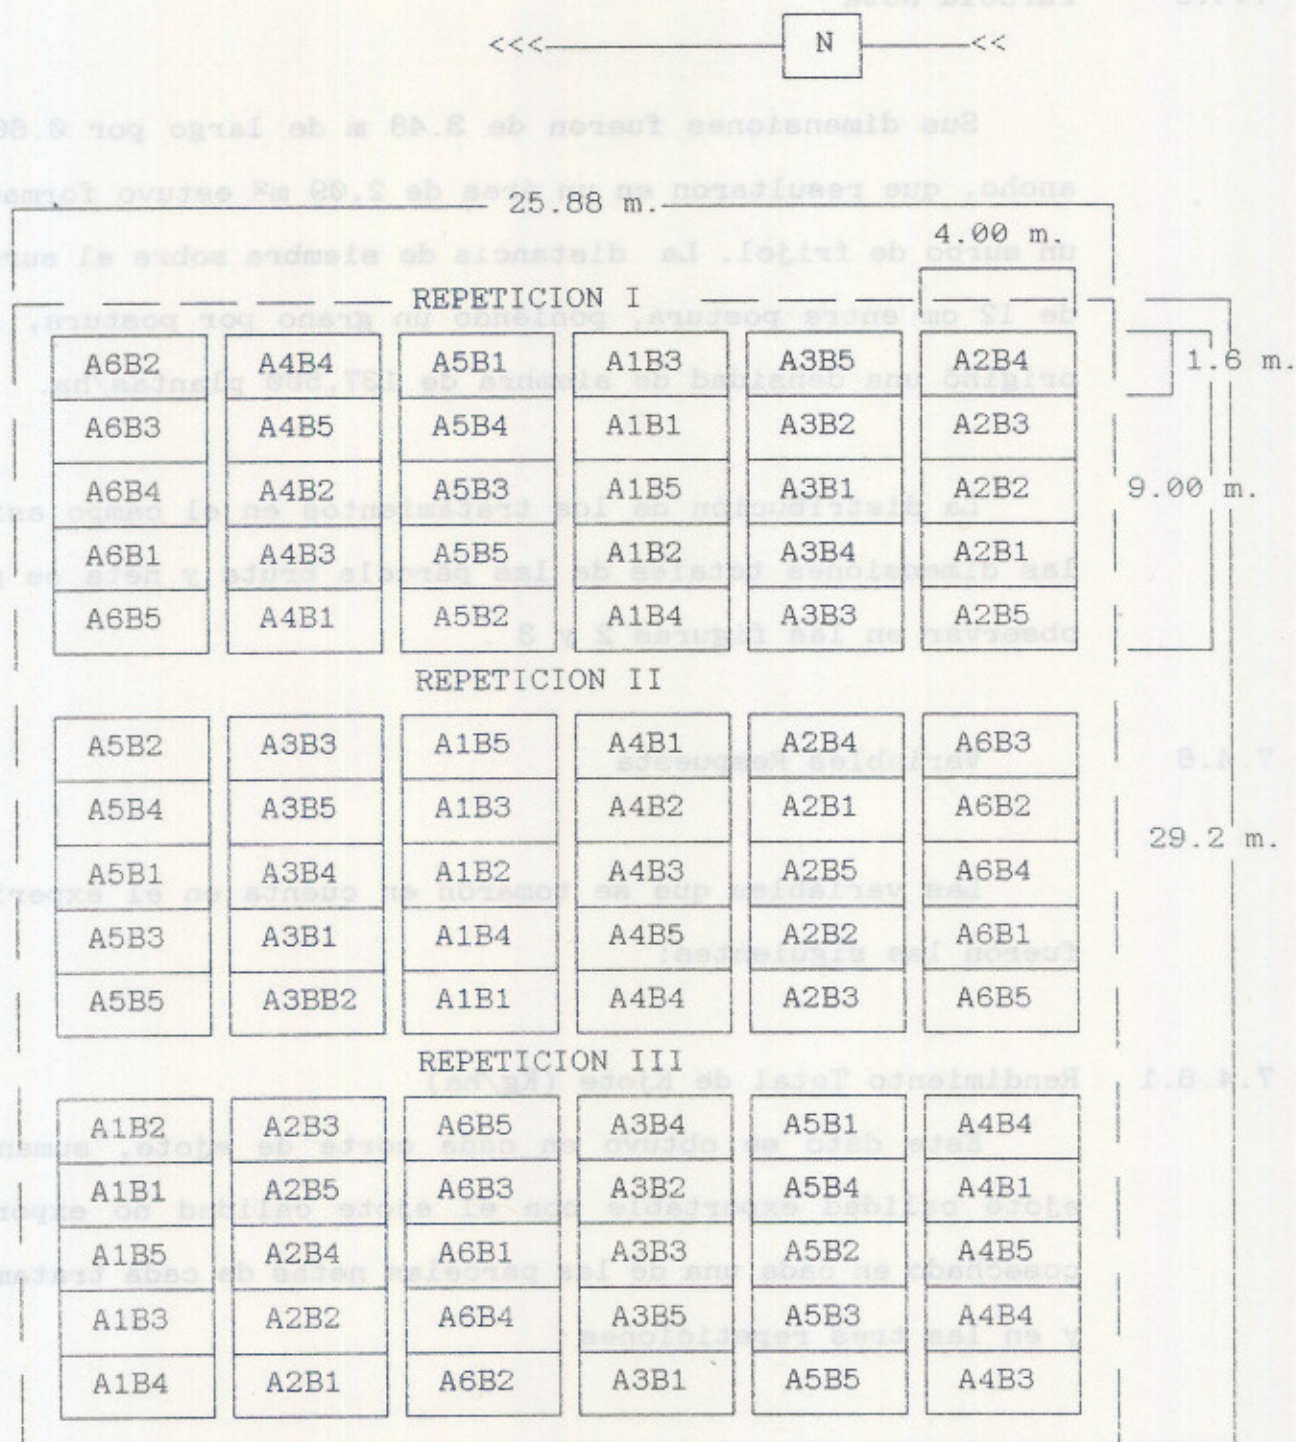 <<< N <<
25.88 m.
4.00 m.
REPETICION I
A6B2 A4B4 A5B1 A1B3 A3B5 A2B4 1.6 m.
A6B3 A4B5 A5B4 A1B1 A3B2 A2B3
A6B4 A4B2 A5B3 A1B5 A3B1 A2B2 9.00 m.
A6B1 A4B3 A5B5 A1B2 A3B4 A2B1
A6B5 A4B1 A5B2 A1B4 A3B3 A2B5
REPETICION II
A5B2 A3B3 A1B5 A4B1 A2B4 A6B3
A5B4 A3B5 A1B3 A4B2 A2B1 A6B2
29.2 m.
A5B1 A3B4 A1B2 A4B3 A2B5 A6B4
A5B3 A3B1 A1B4 A4B5 A2B2 A6B1
A5B5 A3BB2 A1B1 A4B4 A2B3 A6B5
REPETICION III
A1B2 A2B3 A6B5 A3B4 A5B1 A4B4
A1B1 A2B5 A6B3 A3B2 A5B4 A4B1
A1B5 A2B4 A6B1 A3B3 A5B2 A4B5
A1B3 A2B2 A6B4 A3B5 A5B3 A4B4
A1B4 A2B1 A6B2 A3B1 A5B5 A4B3